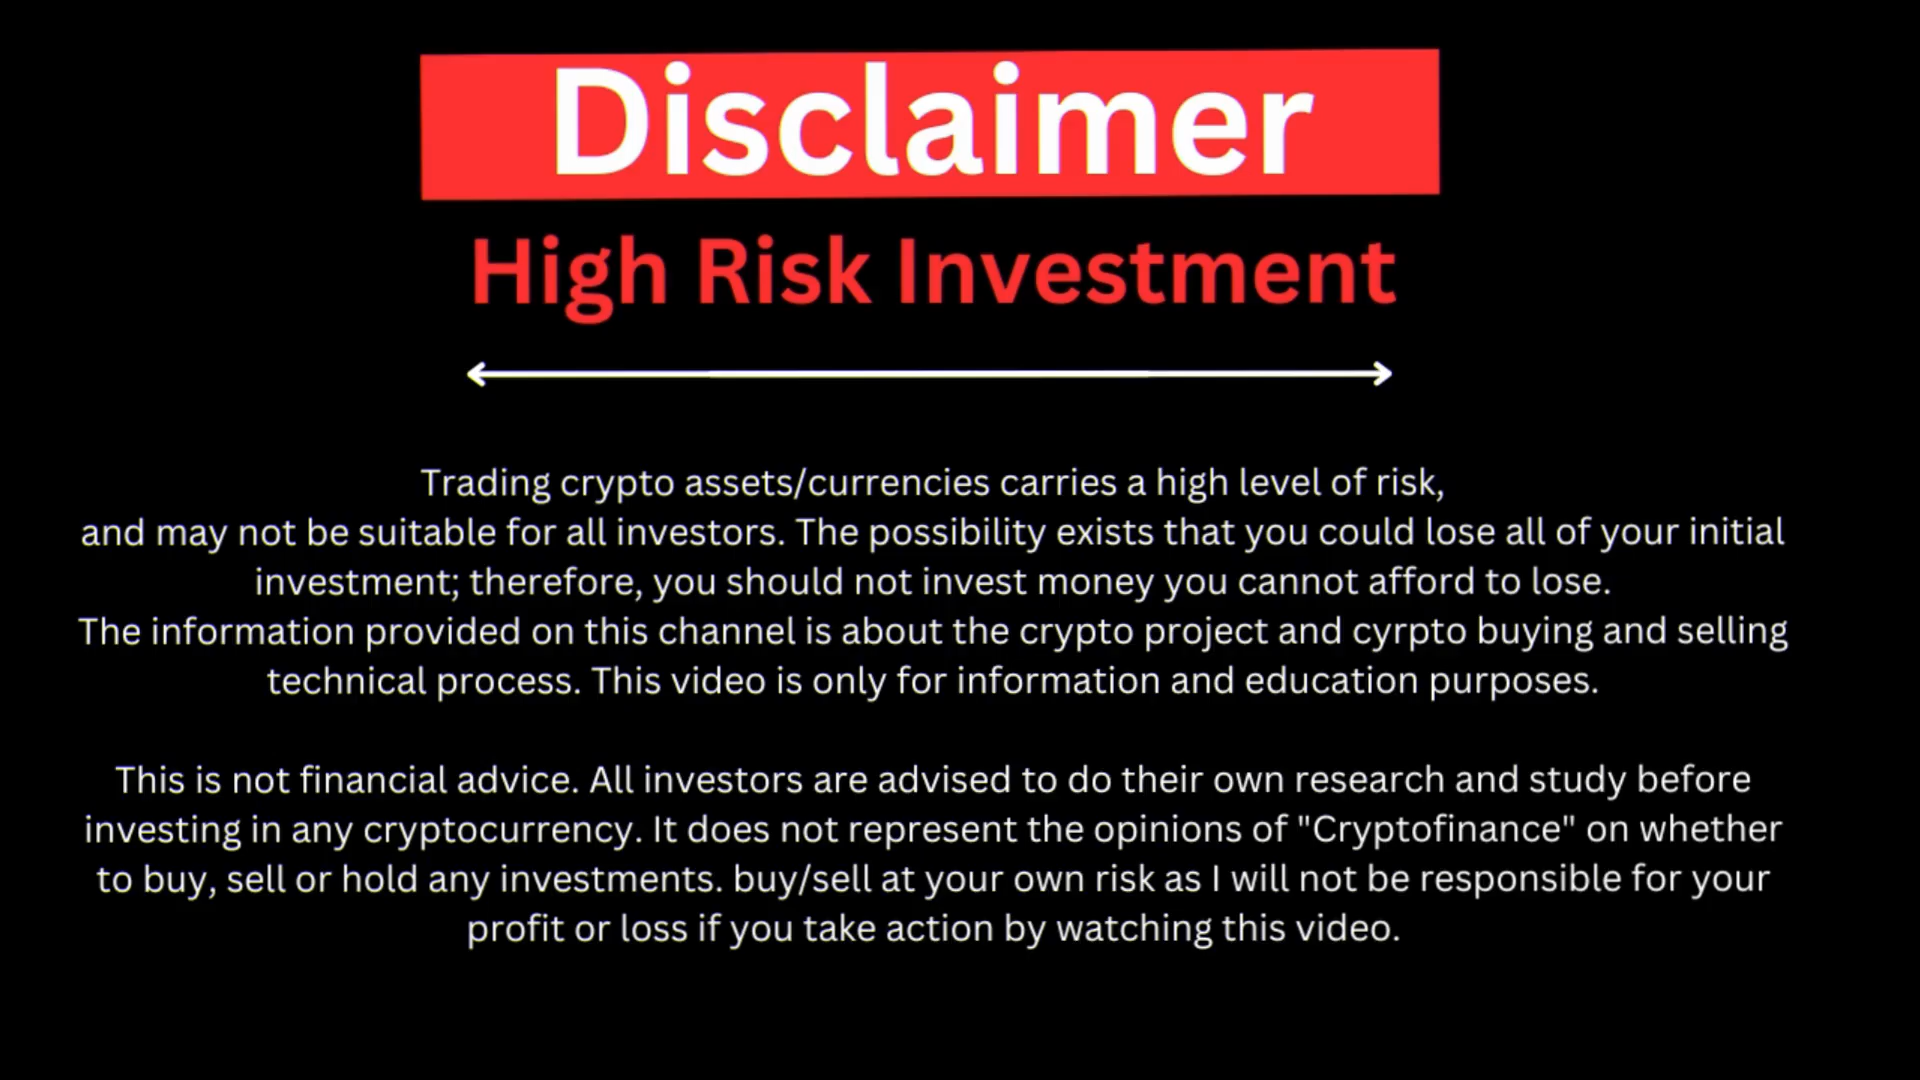 Disclaimer
High Risk Investment
Trading crypto assets/currencies carries a high level of risk,
and may not be suitable for all investors. The possibility exists that you could lose all of your initial
investment; therefore, you should not invest money you cannot afford to lose.
The information provided on this channel is about the crypto project and cyrpto buying and selling
technical process. This video is only for information and education purposes.
This is not financial advice. All investors are advised to do their own research and study before
investing in any cryptocurrency. It does not represent the opinions of "Cryptofinance" on whether
to buy, sell or hold any investments. buy/sell at your own risk as I will not be responsible for your
profit or loss if you take action by watching this video.